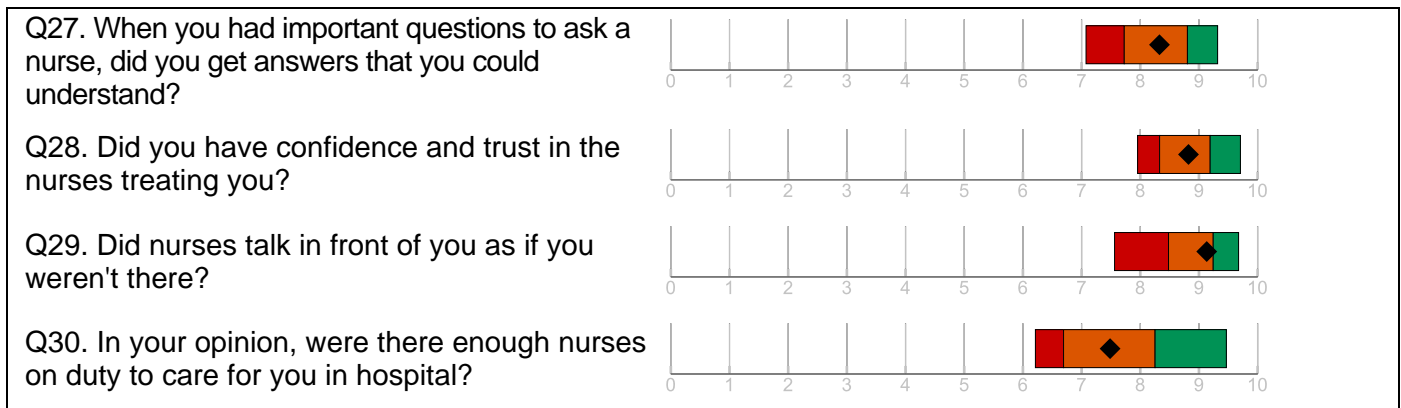 Q27. When you had important questions to ask a
nurse, did you get answers that you could
understand?
0 1 2 3 4 5 6 7 8 9 10
Q28. Did you have confidence and trust in the
nurses treating you?
0 1 2 3 4 5 6 7 8 9 10
Q29. Did nurses talk in front of you as if you
weren't there?
0 1 2 3 4 5 6 7 8 9 10
Q30. In your opinion, were there enough nurses
on duty to care for you in hospital?
0 1 2 3 4 5 6 7 8 9 10